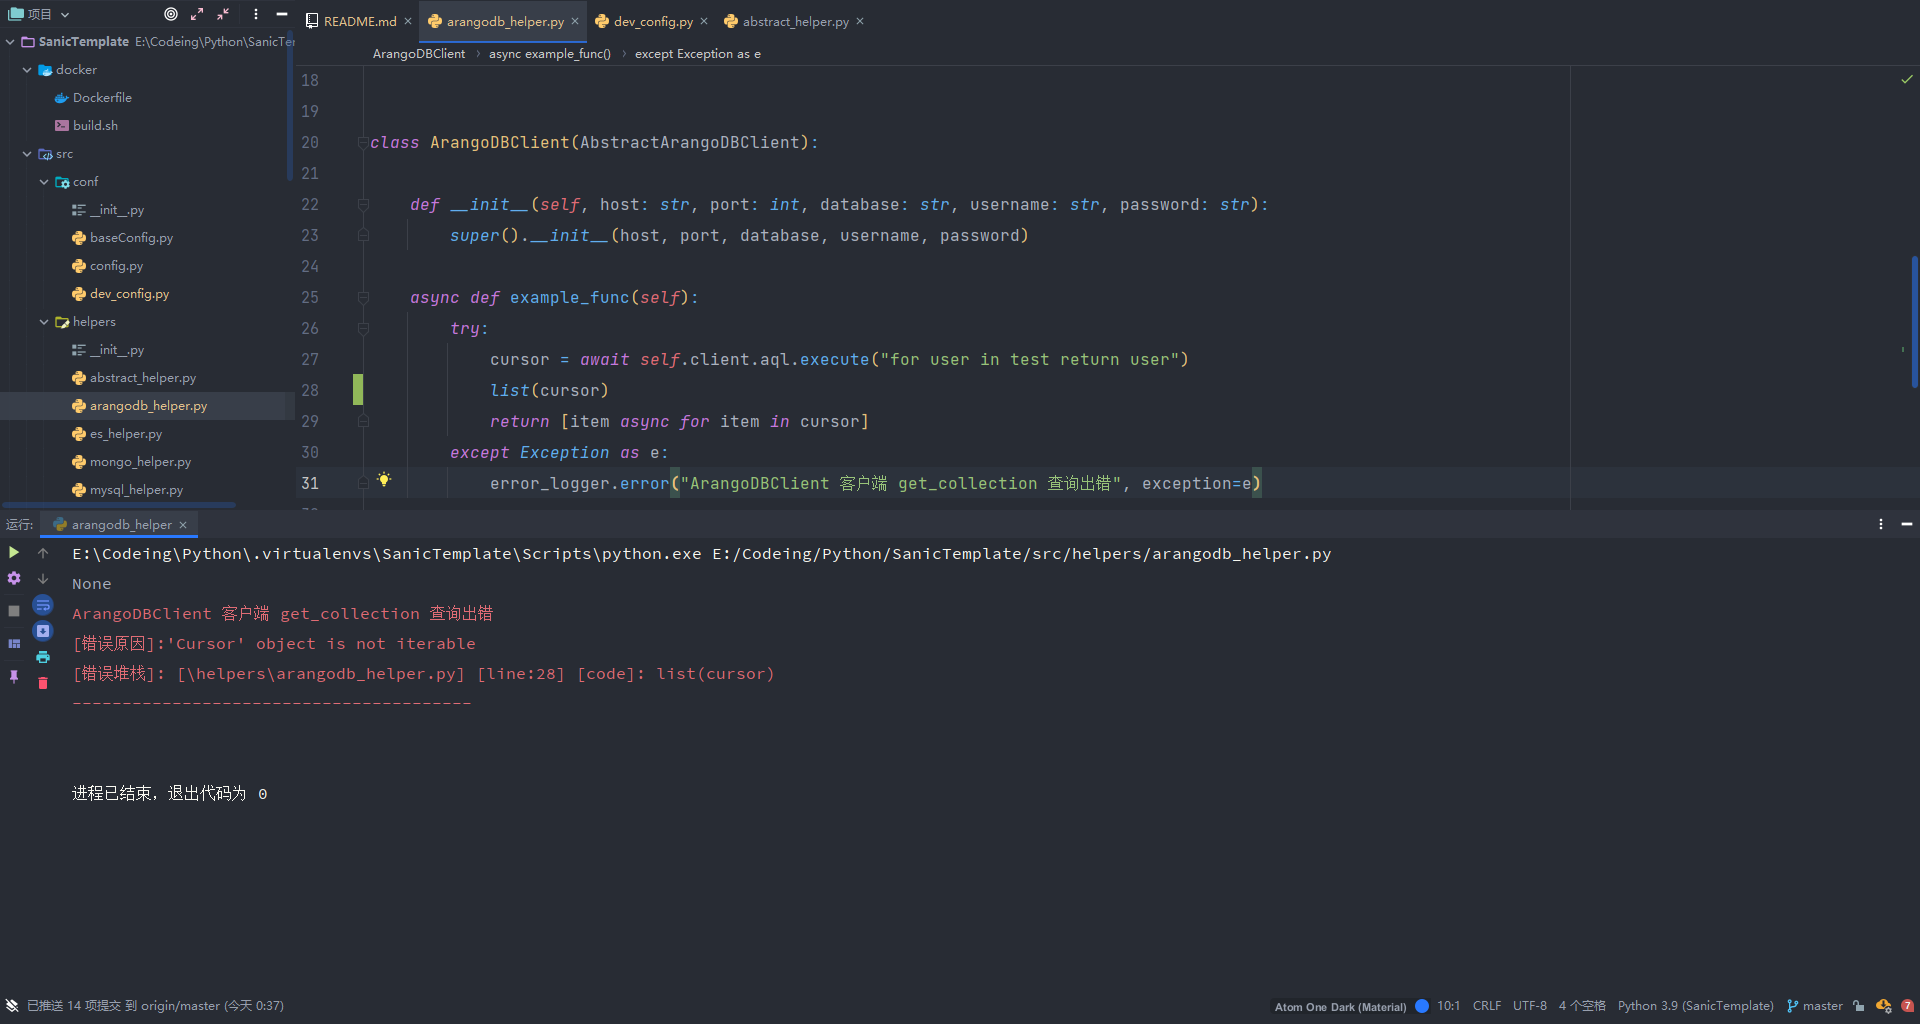 项目
SanicTemplate E:\Codeing\Python\SanicTe
docker
Dockerfile
build.sh
src
conf
__init__.py
baseConfig.py
config.py
dev_config.py
helpers
__init__.py
abstract_helper.py
arangodb_helper.py
es_helper.py
mongo_helper.py
mysql_helper.py
README.md × arangodb_helper.py × dev_config.py × abstract_helper.py ×
ArangoDBClient › async example_func() › except Exception as e
18
19
20 class ArangoDBClient(AbstractArangoDBClient):
21
22 def __init__(self, host: str, port: int, database: str, username: str, password: str):
23 super().__init__(host, port, database, username, password)
24
25 async def example_func(self):
26 try:
27 cursor = await self.client.aql.execute("for user in test return user")
28 list(cursor)
29 return [item async for item in cursor]
30 except Exception as e:
31 error_logger.error("ArangoDBClient 客户端 get_collection 查询出错", exception=e)
运行: arangodb_helper ×
E:\Codeing\Python\.virtualenvs\SanicTemplate\Scripts\python.exe E:/Codeing/Python/SanicTemplate/src/helpers/arangodb_helper.py
None
ArangoDBClient 客户端 get_collection 查询出错
[错误原因]:'Cursor' object is not iterable
[错误堆栈]: [\helpers\arangodb_helper.py] [line:28] [code]: list(cursor)
----------------------------------------
进程已结束，退出代码为 0
已推送 14 项提交 到 origin/master (今天 0:37)
Atom One Dark (Material) 10:1 CRLF UTF-8 4 个空格 Python 3.9 (SanicTemplate) master 7